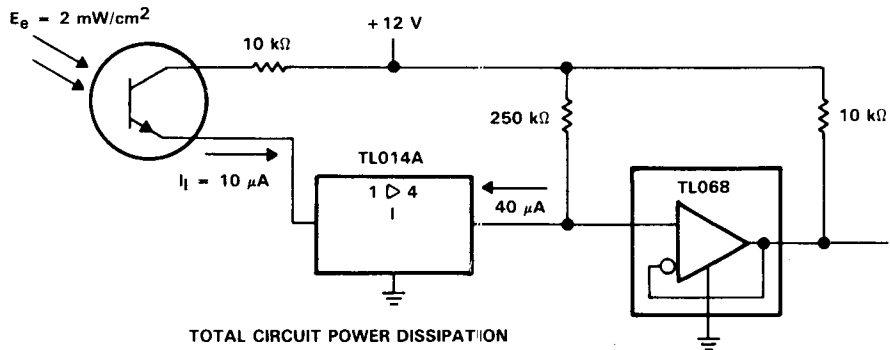 Ee = 2 mW/cm2
+12 V
10 kΩ
250 kΩ
10 kΩ
TL014A
1 ▷ 4
I
II = 10 μA
40 μA
TL068
TOTAL CIRCUIT POWER DISSIPATION